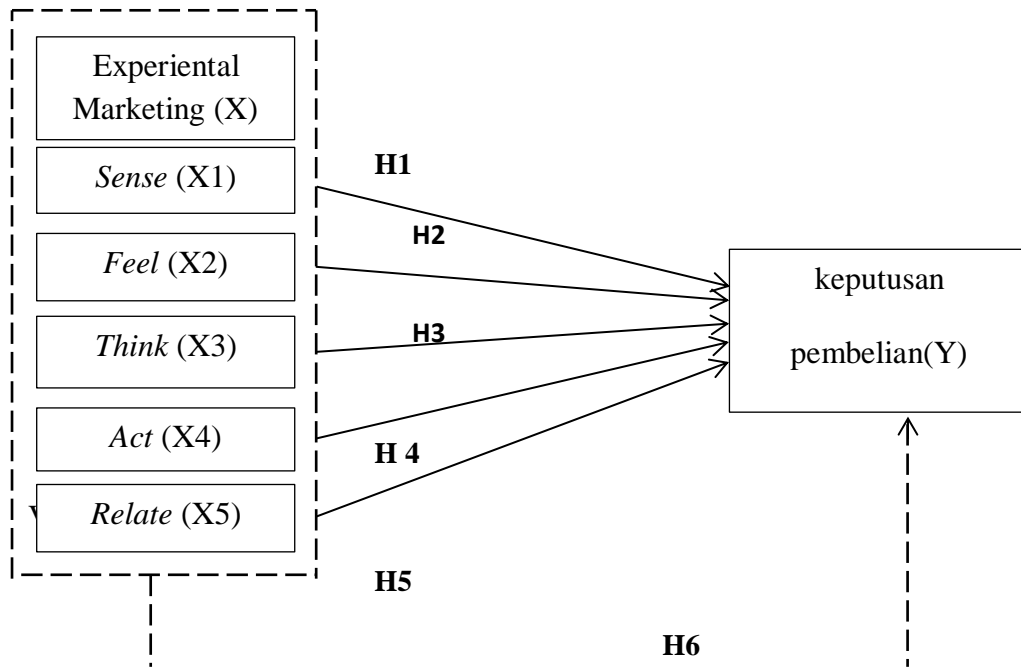 Experiental
Marketing (X)
Sense (X1)
H1
H2
Feel (X2)
keputusan
pembelian(Y)
Think (X3)
H3
Act (X4)
H 4
Relate (X5)
H5
H6